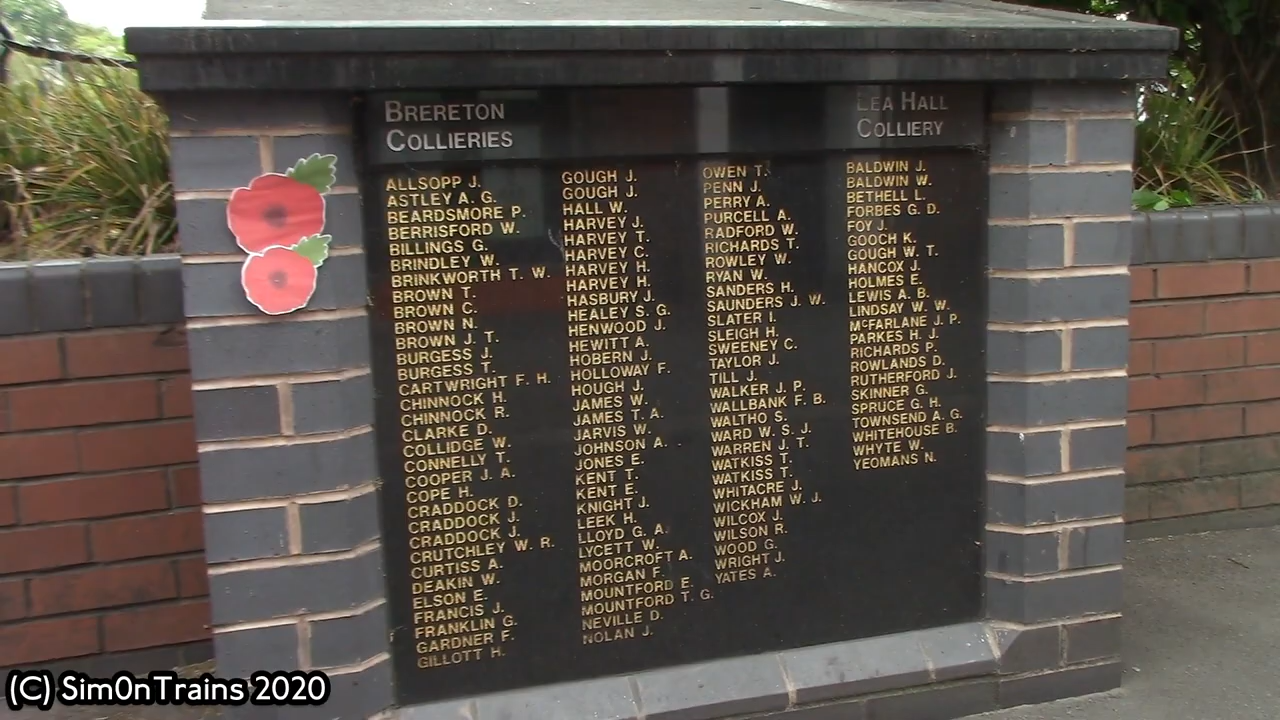 BRERETON
COLLIERIES
ALLSOPP J.
ASTLEY A. G.
BEARDSMORE P.
BERRISFORD W.
BILLINGS G.
BRINDLEY W.
BRINKWORTH T. W.
BROWN T.
BROWN C.
BROWN N.
BROWN J. T.
BURGESS J.
BURGESS T.
CARTWRIGHT F. H.
CHINNOCK H.
CHINNOCK R.
CLARKE D.
COLLIDGE W.
CONNELLY T.
COOPER J. A.
COPE H.
CRADDOCK D.
CRADDOCK J.
CRADDOCK J.
CRUTCHLEY W. R.
CURTISS A.
DEAKIN W.
ELSON E.
FRANCIS J.
FRANKLIN G.
GARDNER F.
GILLOTT H.
GOUGH J.
GOUGH J.
HALL W.
HARVEY J.
HARVEY T.
HARVEY C.
HARVEY H.
HARVEY H.
HASBURY J.
HEALEY S. G.
HENWOOD J.
HEWITT A.
HOBERN J.
HOLLOWAY F.
HOUGH J.
JAMES W.
JAMES T. A.
JARVIS W.
JOHNSON A.
JONES E.
KENT T.
KENT E.
KNIGHT J.
LEEK H.
LLOYD G. A.
LYCETT W.
MOORCROFT A.
MORGAN F.
MOUNTFORD E.
MOUNTFORD T. G.
NEVILLE D.
NOLAN J.
OWEN T.
PENN J.
PERRY A.
PURCELL A.
RADFORD W.
RICHARDS T.
ROWLEY W.
RYAN W.
SANDERS H.
SAUNDERS J. W.
SLATER I.
SLEIGH H.
SWEENEY C.
TAYLOR J.
TILL J.
WALKER J. P.
WALLBANK F. B.
WALTHO S.
WARD W. S. J.
WARREN J. T.
WATKISS T.
WATKISS T.
WHITACRE J.
WICKHAM W. J.
WILCOX J.
WILSON R.
WOOD G.
WRIGHT J.
YATES A.
LEA HALL
COLLIERY
BALDWIN J.
BALDWIN W.
BETHELL L.
FORBES G. D.
FOY J.
GOOCH K.
GOUGH W. T.
HANCOX J.
HOLMES E.
LEWIS A. B.
LINDSAY W. W.
McFARLANE J. P.
PARKES H. J.
RICHARDS P.
ROWLANDS D.
RUTHERFORD J.
SKINNER G.
SPRUCE G. H.
TOWNSEND A. G.
WHITEHOUSE B.
WHYTE W.
YEOMANS N.
(C) Sim0nTrains 2020